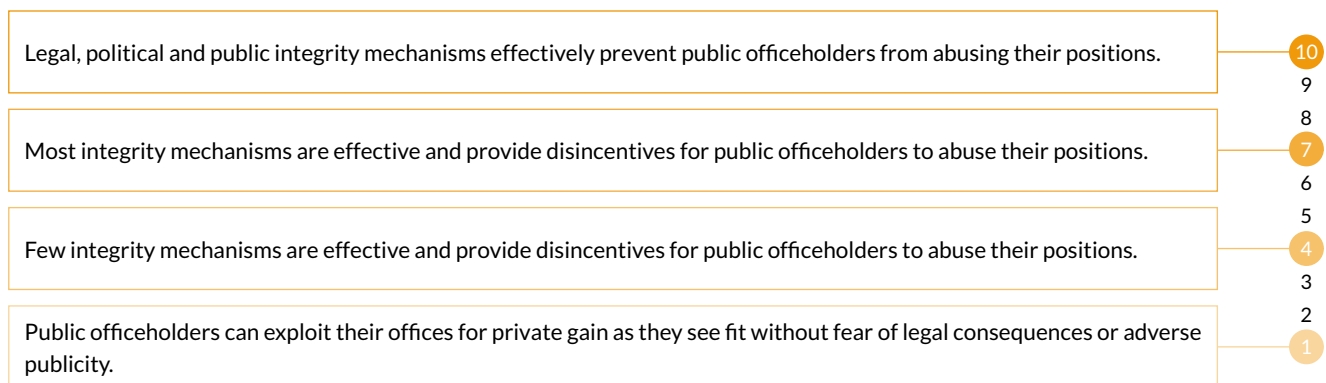 Legal, political and public integrity mechanisms effectively prevent public officeholders from abusing their positions.
10
9
8
Most integrity mechanisms are effective and provide disincentives for public officeholders to abuse their positions.
7
6
5
Few integrity mechanisms are effective and provide disincentives for public officeholders to abuse their positions.
4
3
2
Public officeholders can exploit their offices for private gain as they see fit without fear of legal consequences or adverse
publicity.
1